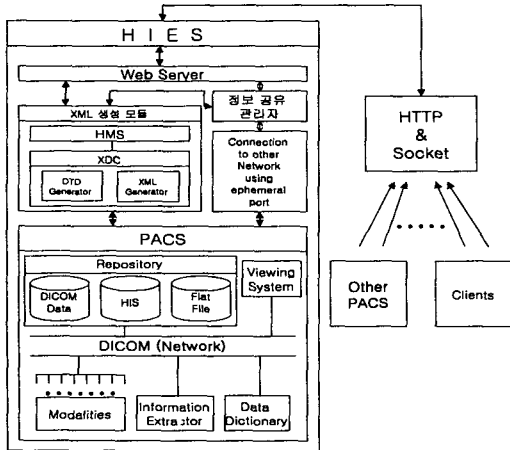 H I E S
Web Server
XML 생성 모듈
HMS
XDC
DTD
Generator
XML
Generator
정보 공유
관리자
Connection
to other
Network
using
ephemeral
port
PACS
Repository
DICOM
Data
HIS
Flat
File
Viewing
System
DICOM (Network)
Modalities
Information
Extractor
Data
Dictionary
HTTP
&
Socket
Other
PACS
Clients